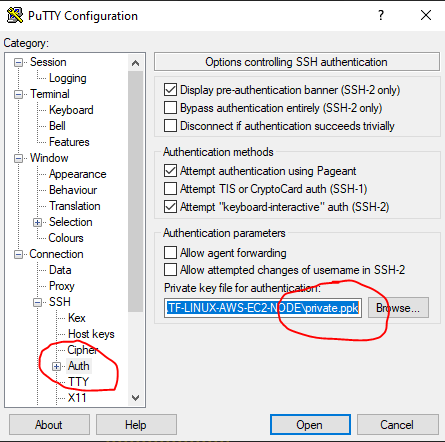 PuTTY Configuration
Category:
Session
Logging
Terminal
Keyboard
Bell
Features
Window
Appearance
Behaviour
Translation
Selection
Colours
Connection
Data
Proxy
SSH
Kex
Host keys
Cipher
Auth
TTY
X11
Options controlling SSH authentication
Display pre-authentication banner (SSH-2 only)
Bypass authentication entirely (SSH-2 only)
Disconnect if authentication succeeds trivially
Authentication methods
Attempt authentication using Pageant
Attempt TIS or CryptoCard auth (SSH-1)
Attempt "keyboard-interactive" auth (SSH-2)
Authentication parameters
Allow agent forwarding
Allow attempted changes of username in SSH-2
Private key file for authentication:
TF-LINUX-AWS-EC2-NODE\private.ppk Browse...
About Help Open Cancel